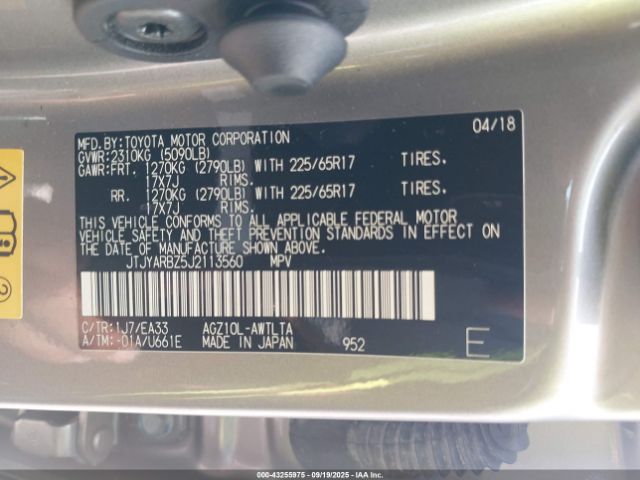 MFD.BY:TOYOTA MOTOR CORPORATION 04/18
GVWR:2310KG (5090LB)
GAWR:FRT. 1270KG (2790LB) WITH 225/65R17 TIRES.
17X7J RIMS.
RR. 1270KG (2790LB) WITH 225/65R17 TIRES.
17X7J RIMS.
THIS VEHICLE CONFORMS TO ALL APPLICABLE FEDERAL MOTOR
VEHICLE SAFETY AND THEFT PREVENTION STANDARDS IN EFFECT ON
THE DATE OF MANUFACTURE SHOWN ABOVE.
JTJYARBZ5J2113560 MPV
C/TR:1J7/EA33 AGZ10L-AWTLTA
A/TM:-01A/U661E MADE IN JAPAN 952 E
2
© 43255975 - 09/19/2025 - IAA, LLC